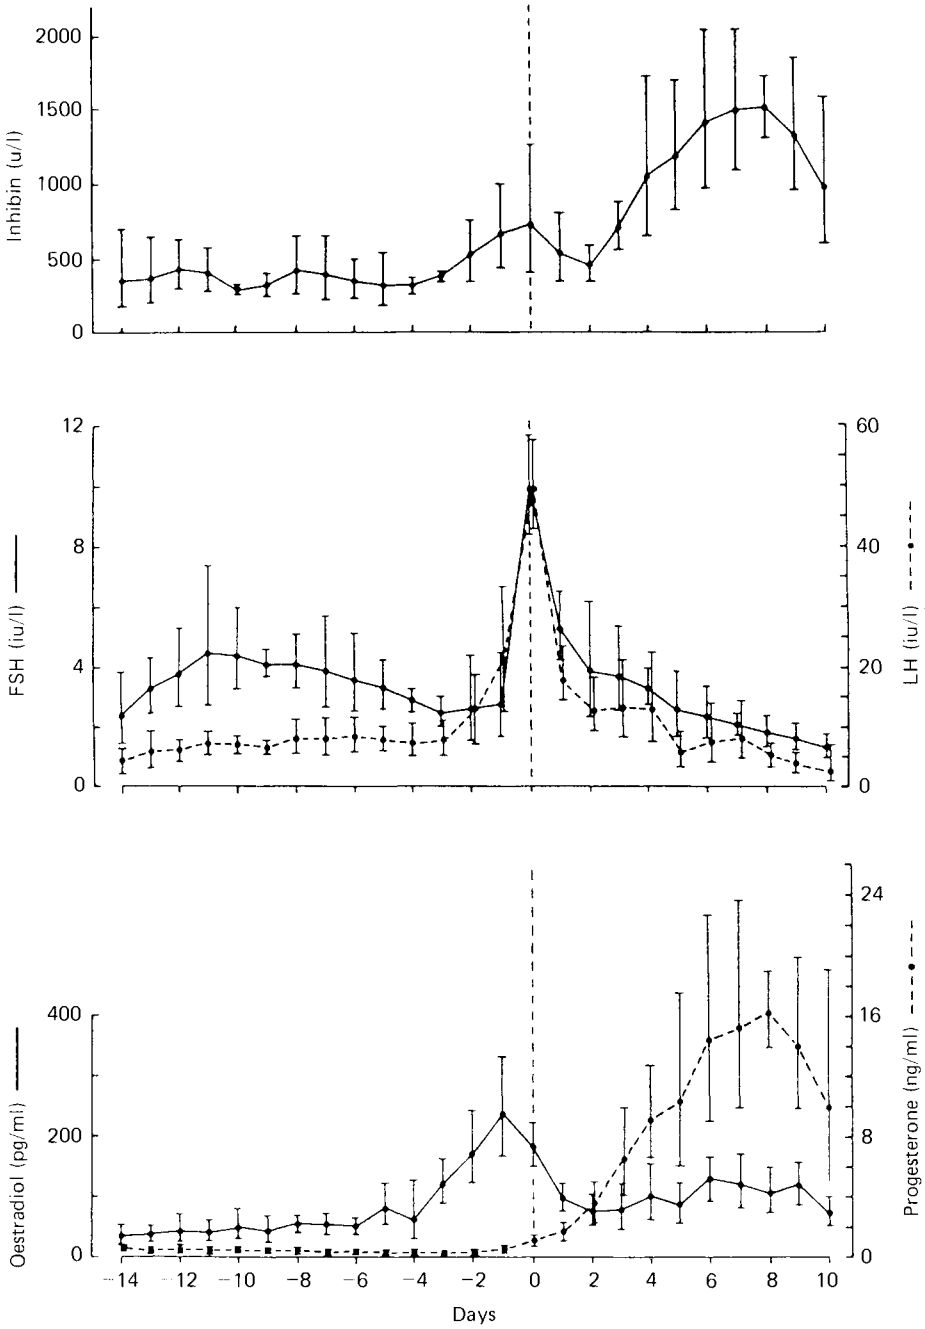 2000
1500
1000
500
0
Inhibin (u/l)
12
8
4
0
FSH (iu/l)
60
40
20
0
LH (iu/l)
400
200
0
Oestradiol (pg/ml)
24
16
8
0
Progesterone (ng/ml)
−14 −12 −10 −8 −6 −4 −2 0 2 4 6 8 10
Days